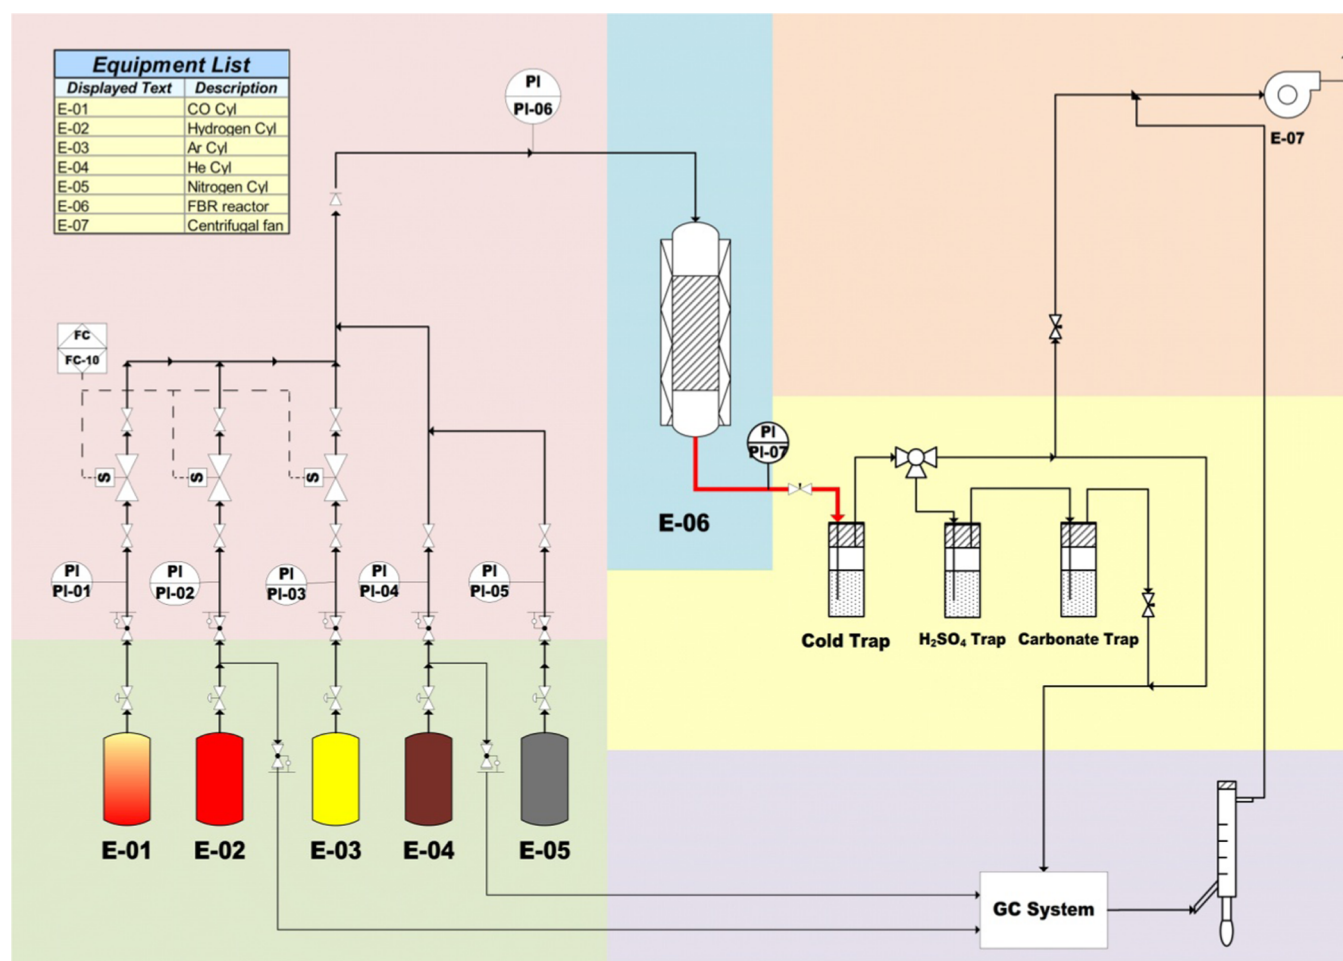 Equipment List
Displayed Text Description
E-01 CO Cyl
E-02 Hydrogen Cyl
E-03 Ar Cyl
E-04 He Cyl
E-05 Nitrogen Cyl
E-06 FBR reactor
E-07 Centrifugal fan
PI
PI-06
E-07
FC
FC-10
S
S
S
PI
PI-07
E-06
PI
PI-01
PI
PI-02
PI
PI-03
PI
PI-04
PI
PI-05
Cold Trap
H₂SO₄ Trap
Carbonate Trap
E-01
E-02
E-03
E-04
E-05
GC System